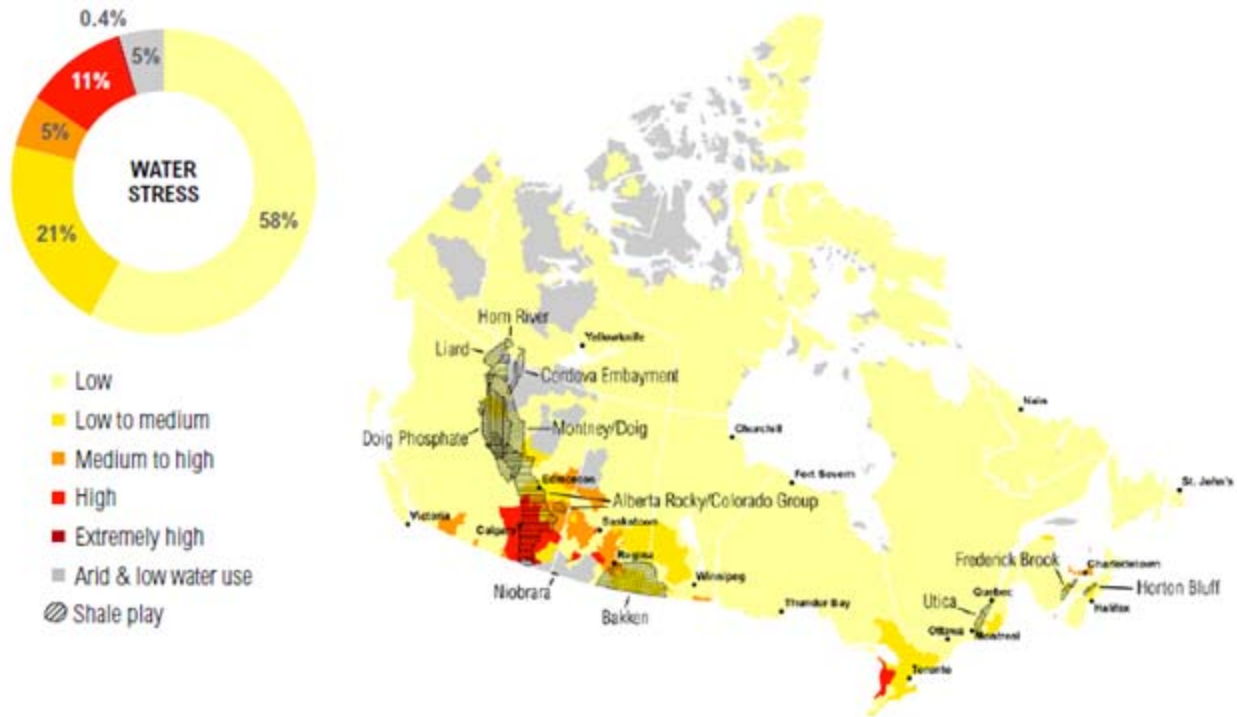 0.4%
5%
11%
5%
WATER
STRESS
58%
21%
Low
Low to medium
Medium to high
High
Extremely high
Arid & low water use
Shale play
Horn River
Yellowknife
Liard
Cordova Embayment
Nain
Doig Phosphate
Montney/Doig
Churchill
Edmonton
Fort Severn
St. John's
Alberta Rocky/Colorado Group
Victoria
Calgary
Saskatoon
Regina
Frederick Brook
Charlottetown
Niobrara
Winnipeg
Horton Bluff
Bakken
Thunder Bay
Utica
Quebec
Halifax
Ottawa
Montreal
Toronto